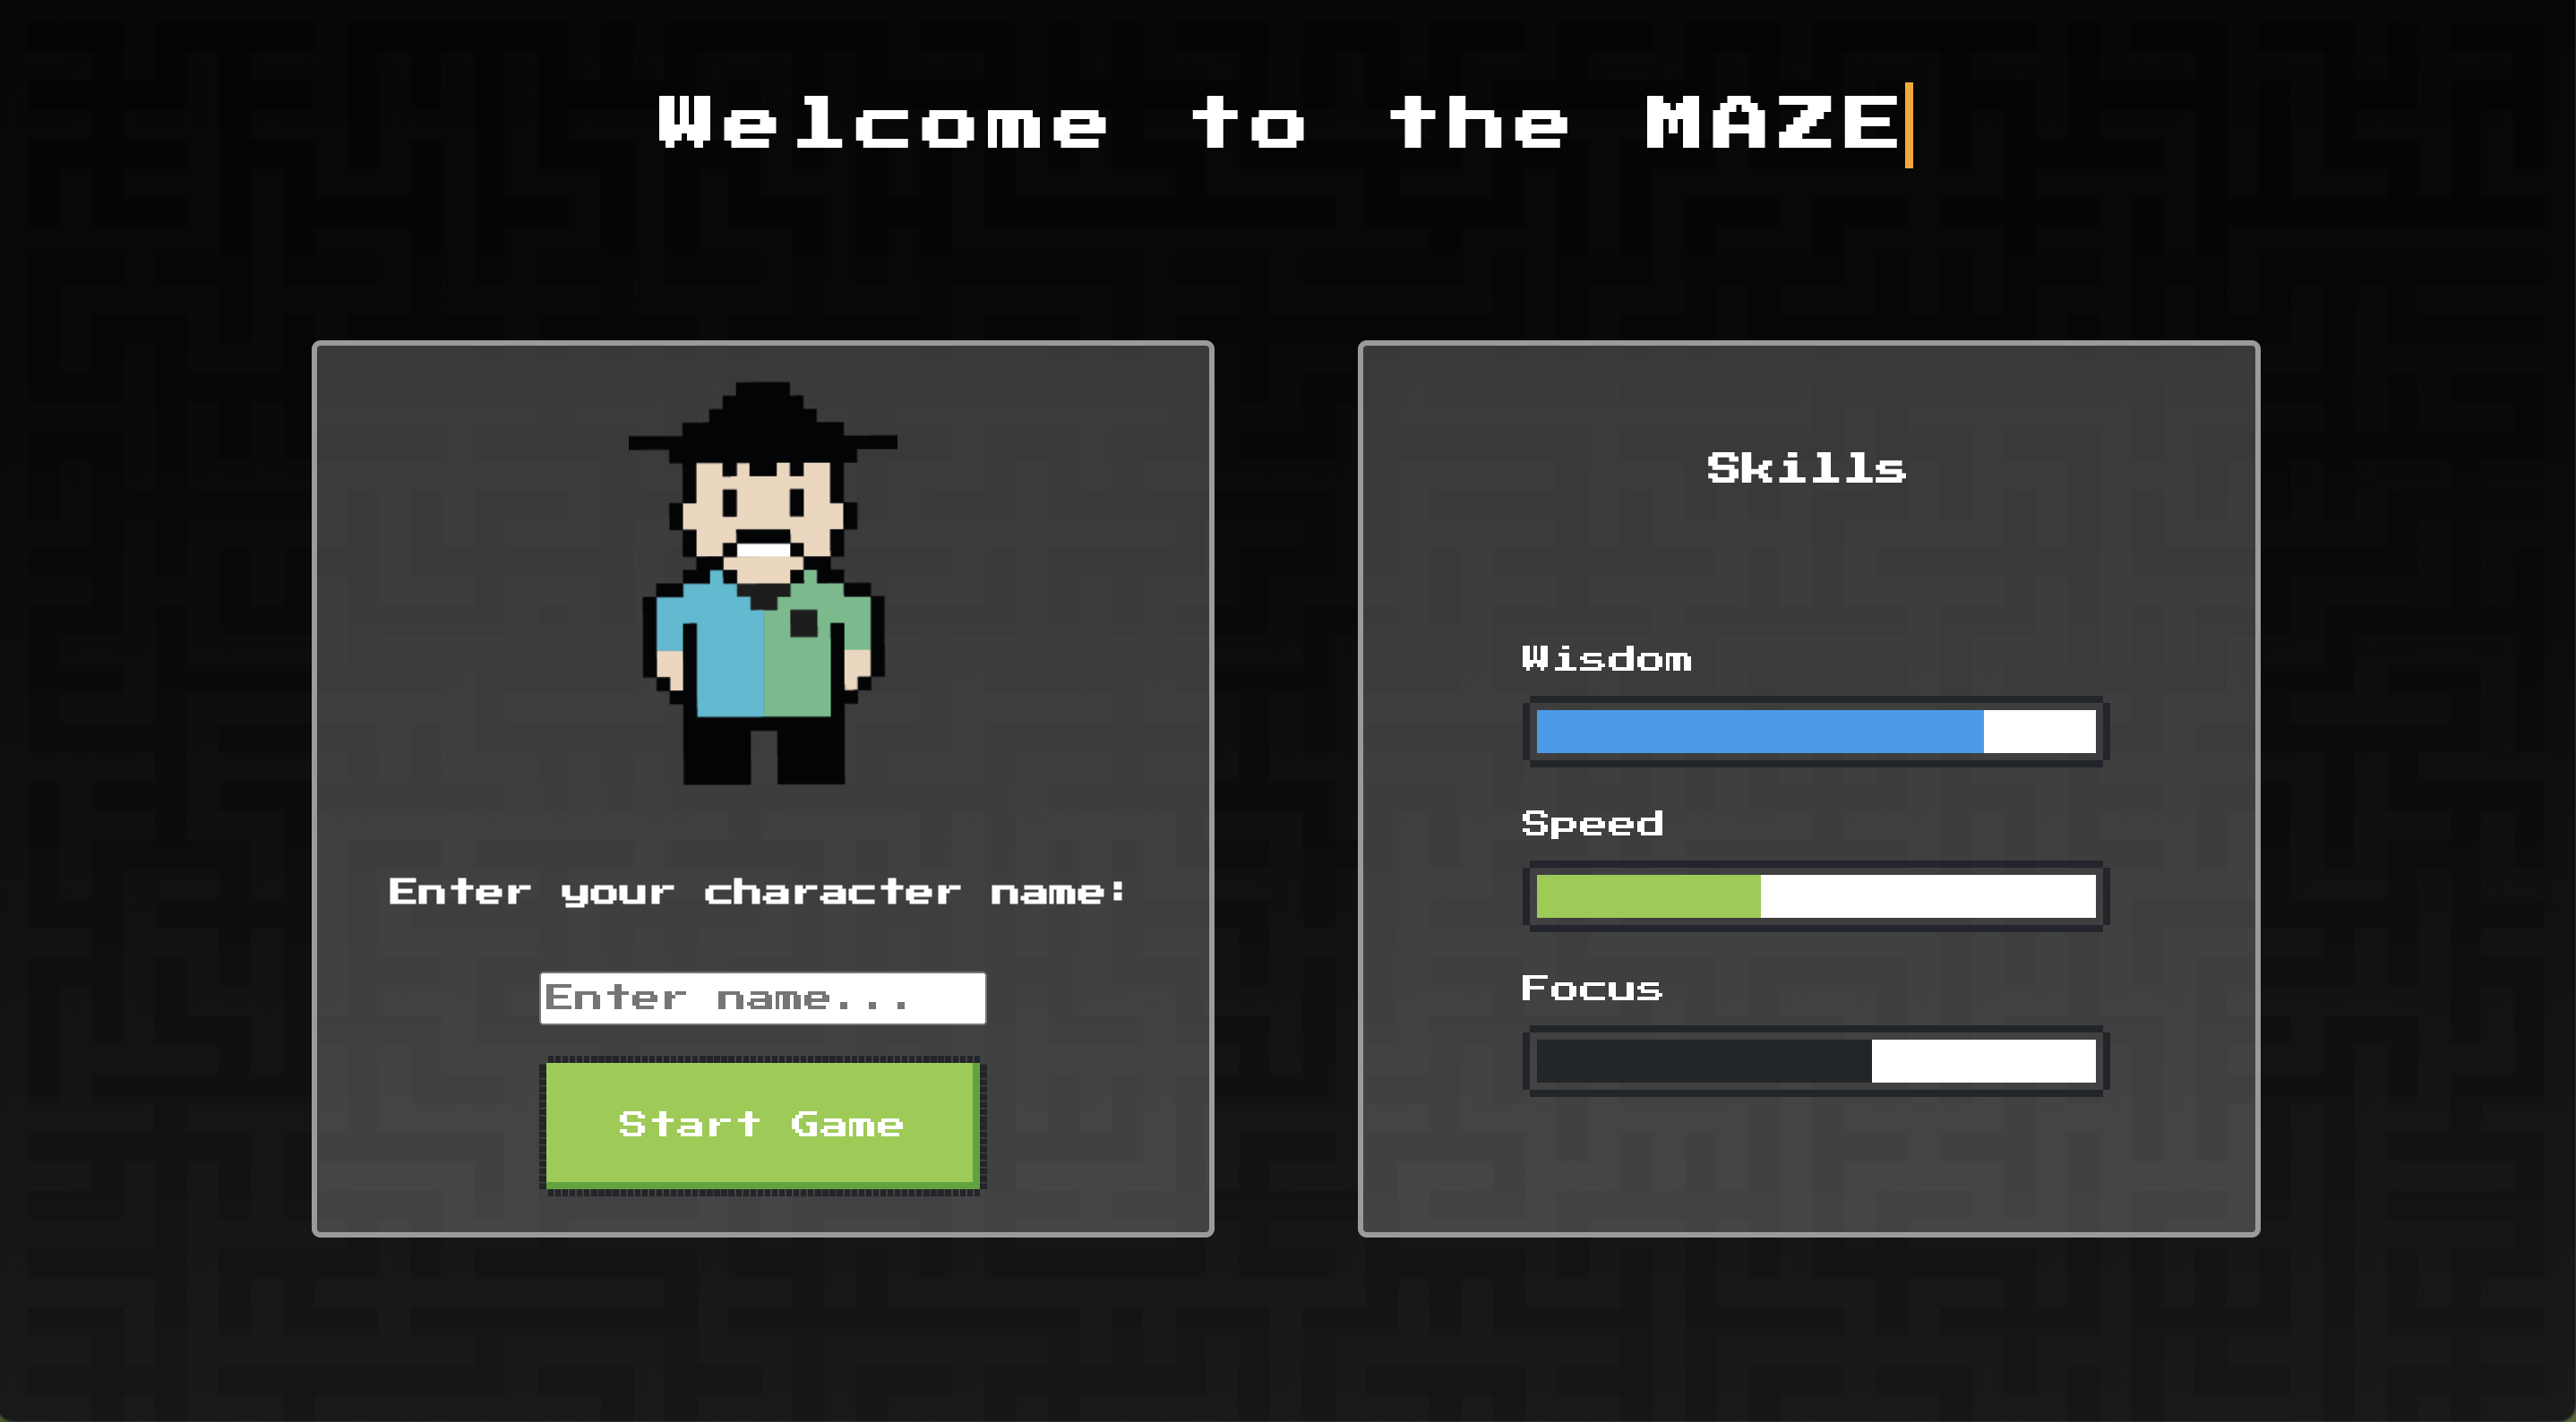 Welcome to the MAZE
Enter your character name:
Enter name...
Start Game
Skills
Wisdom
Speed
Focus